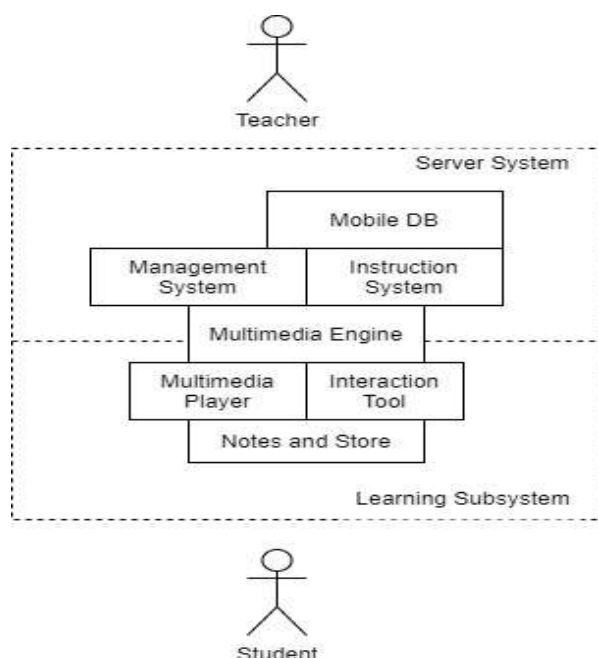 Teacher
Server System
Mobile DB
Management
System
Instruction
System
Multimedia Engine
Multimedia
Player
Interaction
Tool
Notes and Store
Learning Subsystem
Student